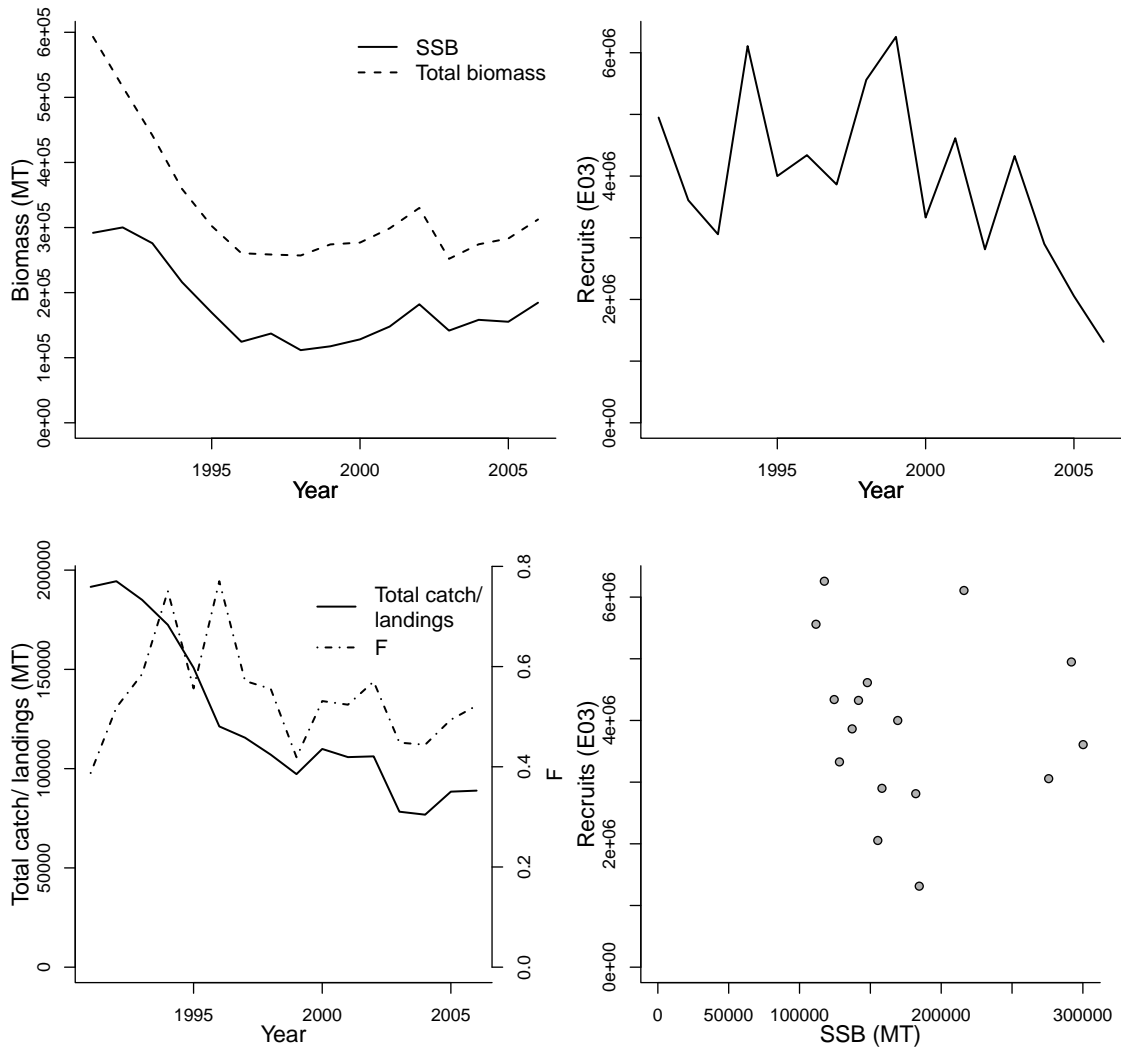 0e+00 1e+05 2e+05 3e+05 4e+05 5e+05 6e+05
Biomass (MT)
SSB
Total biomass
1995 2000 2005
Year
0e+00 2e+06 4e+06 6e+06
Recruits (E03)
1995 2000 2005
Year
0 50000 100000 150000 200000
Total catch/ landings (MT)
Total catch/
landings
F
0.0 0.2 0.4 0.6 0.8
F
1995 2000 2005
Year
0e+00 2e+06 4e+06 6e+06
Recruits (E03)
0 50000 100000 200000 300000
SSB (MT)